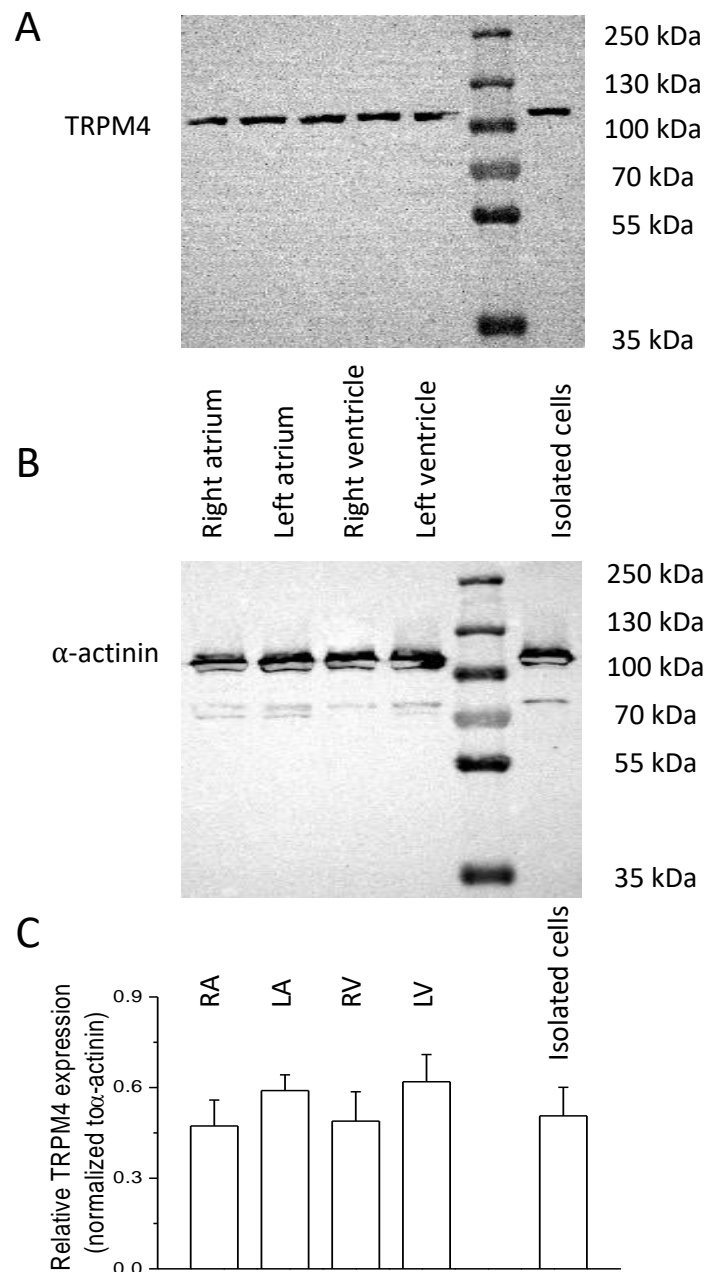 A
TRPM4
250 kDa
130 kDa
100 kDa
70 kDa
55 kDa
35 kDa
Right atrium
Left atrium
Right ventricle
Left ventricle
Isolated cells
B
α-actinin
250 kDa
130 kDa
100 kDa
70 kDa
55 kDa
35 kDa
C
Relative TRPM4 expression
(normalized toα-actinin)
0.9
0.6
0.3
0.0
RA
LA
RV
LV
Isolated cells